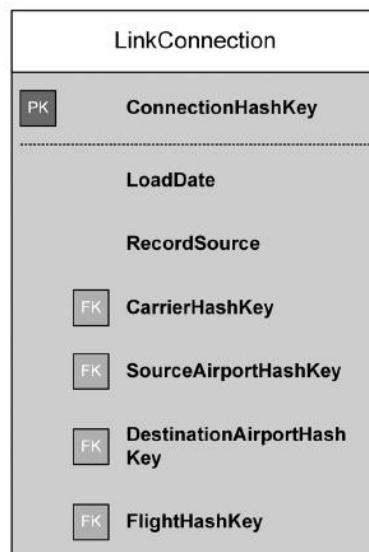 LinkConnection
PK ConnectionHashKey
LoadDate
RecordSource
FK CarrierHashKey
FK SourceAirportHashKey
FK DestinationAirportHash
Key
FK FlightHashKey